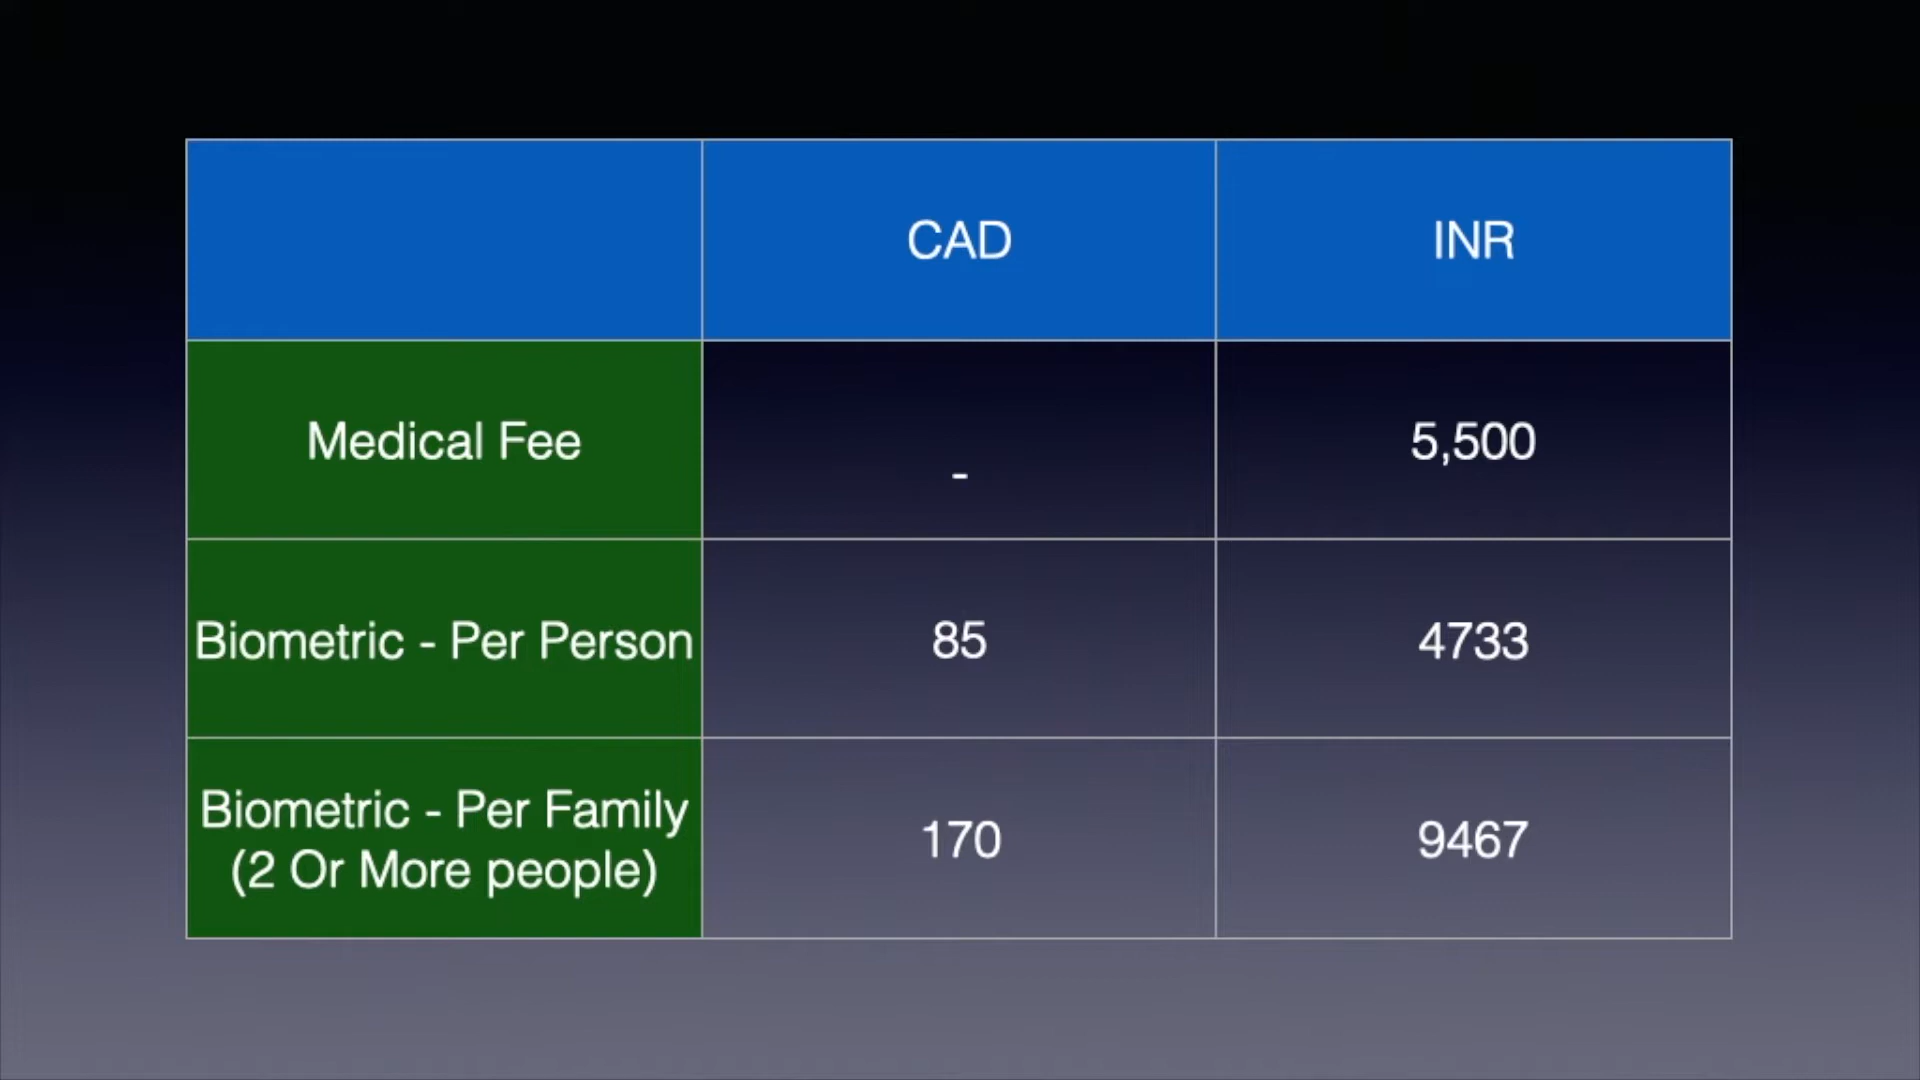 CAD INR
Medical Fee - 5,500
Biometric - Per Person 85 4733
Biometric - Per Family
(2 Or More people) 170 9467